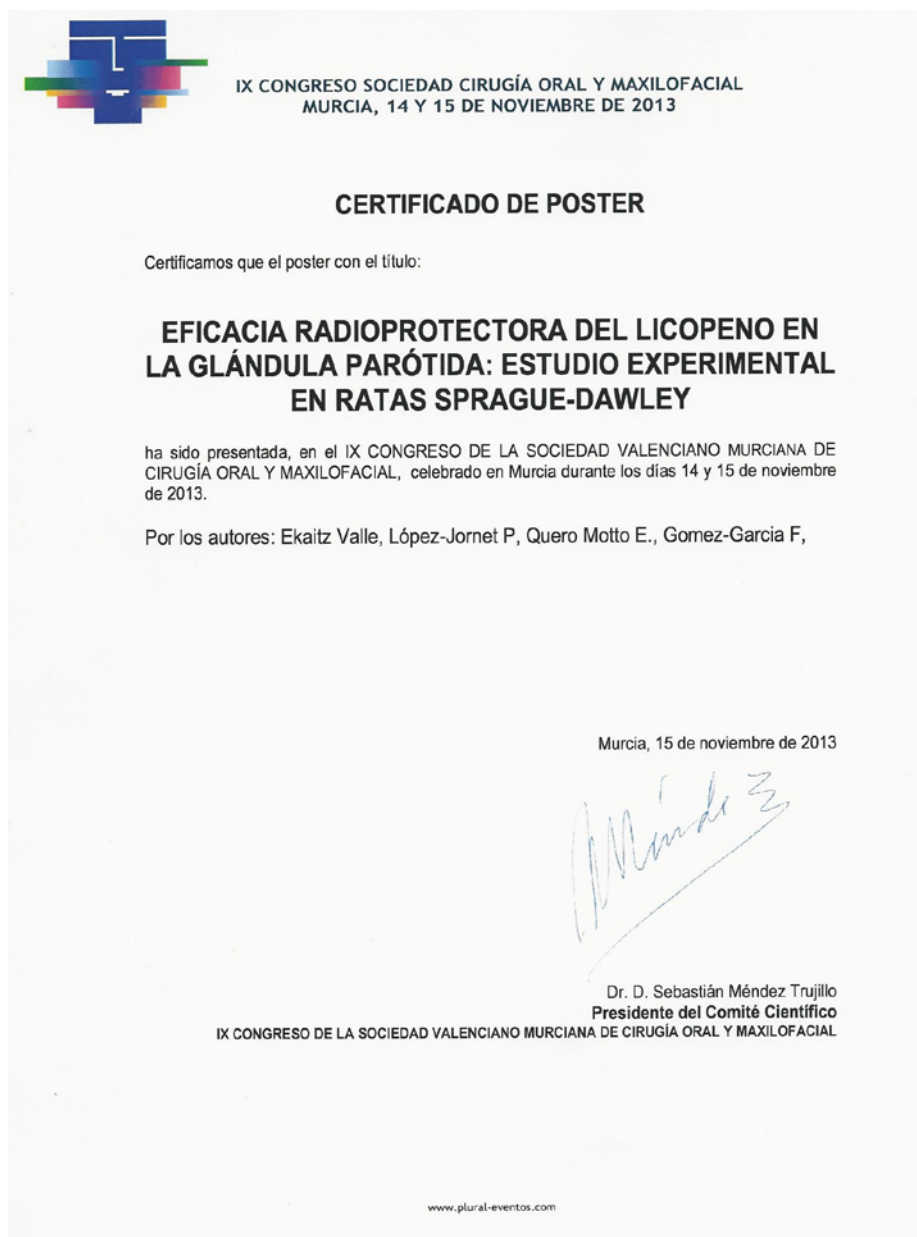 IX CONGRESO SOCIEDAD CIRUGÍA ORAL Y MAXILOFACIAL
MURCIA, 14 Y 15 DE NOVIEMBRE DE 2013
CERTIFICADO DE POSTER
Certificamos que el poster con el título:
EFICACIA RADIOPROTECTORA DEL LICOPENO EN
LA GLÁNDULA PARÓTIDA: ESTUDIO EXPERIMENTAL
EN RATAS SPRAGUE-DAWLEY
ha sido presentada, en el IX CONGRESO DE LA SOCIEDAD VALENCIANO MURCIANA DE
CIRUGÍA ORAL Y MAXILOFACIAL, celebrado en Murcia durante los días 14 y 15 de noviembre
de 2013.
Por los autores: Ekaitz Valle, López-Jornet P, Quero Motto E., Gomez-Garcia F,
Murcia, 15 de noviembre de 2013
Méndez
Dr. D. Sebastián Méndez Trujillo
Presidente del Comité Científico
IX CONGRESO DE LA SOCIEDAD VALENCIANO MURCIANA DE CIRUGÍA ORAL Y MAXILOFACIAL
www.plural-eventos.com